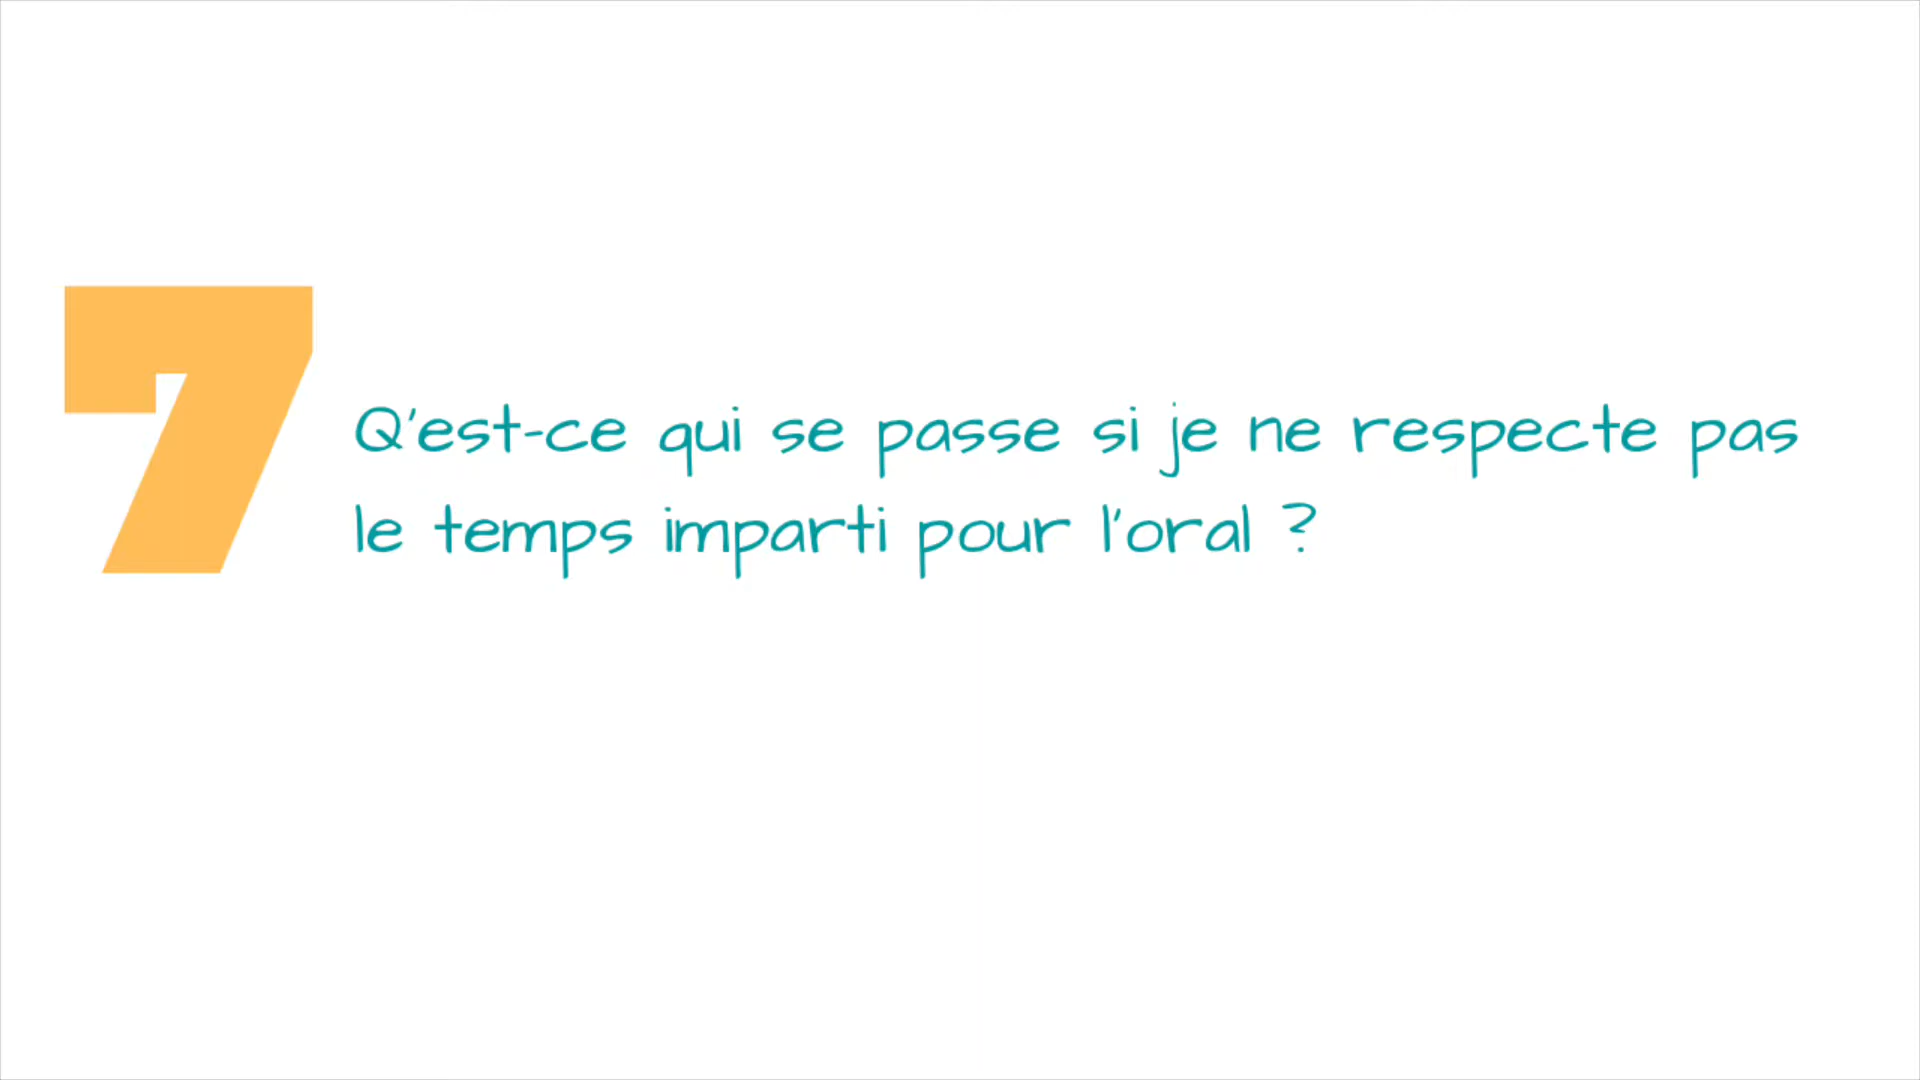 7
Q'est-ce qui se passe si je ne respecte pas
le temps imparti pour l'oral ?